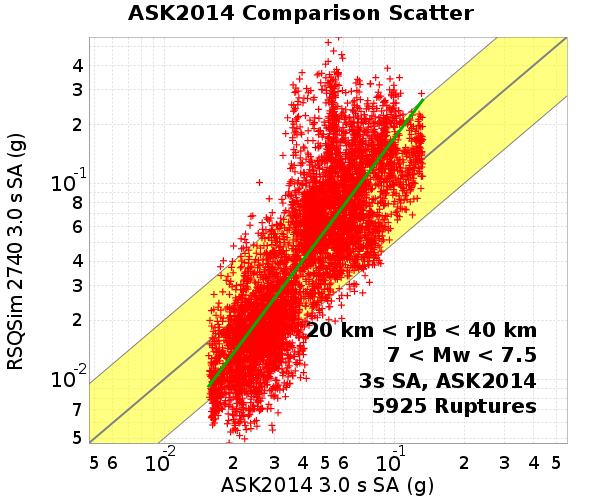 ASK2014 Comparison Scatter
RSQSim 2740 3.0 s SA (g)
4
3
2
10-1
8
6
4
3
2
10-2
7
5
20 km < rJB < 40 km
7 < Mw < 7.5
3s SA, ASK2014
5925 Ruptures
5 6 10-2 2 3 4 5 6 10-1 2 3 4 5
ASK2014 3.0 s SA (g)